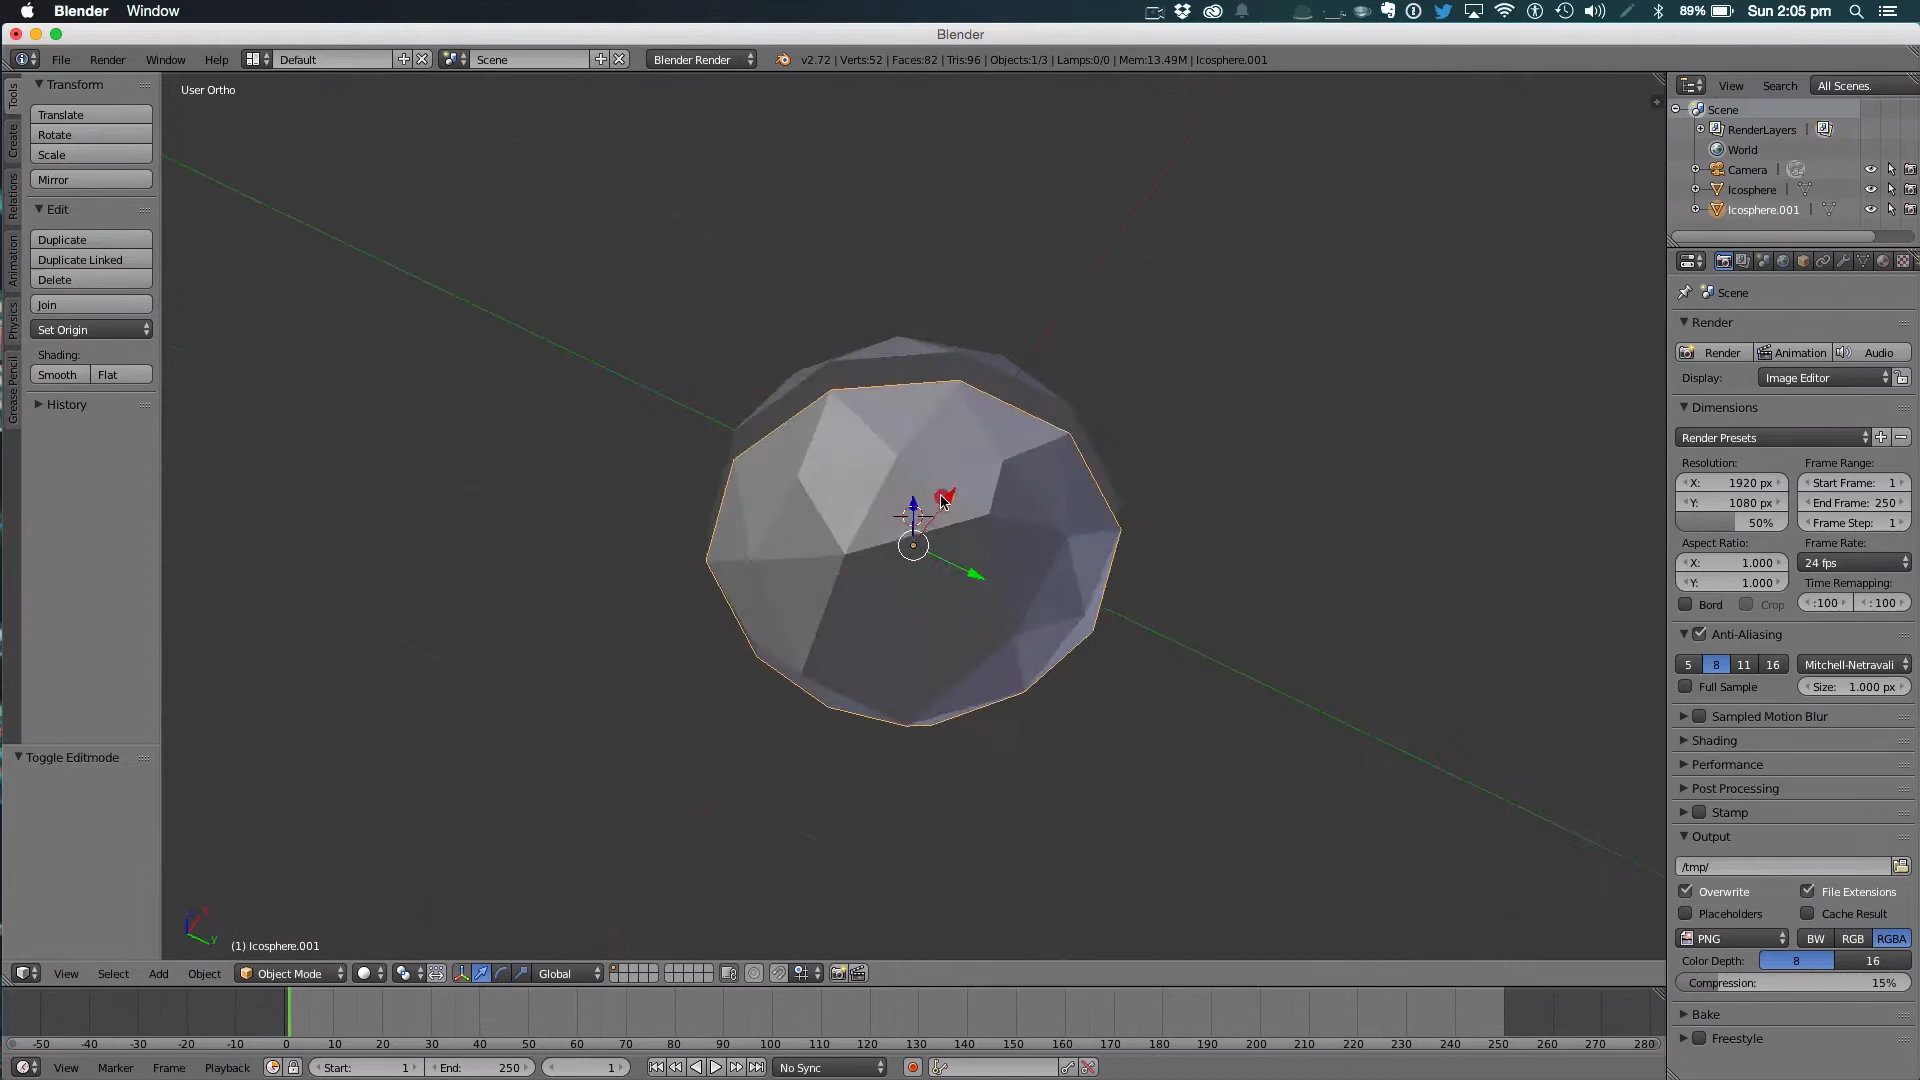 Blender Window 89% Sun 2:05 pm
Blender
File Render Window Help Default Scene Blender Render v2.72 | Verts:52 | Faces:82 | Tris:96 | Objects:1/3 | Lamps:0/0 | Mem:13.49M | Icosphere.001
Tools
Create
Relations
Animation
Physics
Grease Pencil
Transform
Translate
Rotate
Scale
Mirror
Edit
Duplicate
Duplicate Linked
Delete
Join
Set Origin
Shading:
Smooth Flat
History
Toggle Editmode
User Ortho
(1) Icosphere.001
View Select Add Object Object Mode Global
View Search All Scenes
Scene
RenderLayers
World
Camera
Icosphere
Icosphere.001
Scene
Render
Render Animation Audio
Display: Image Editor
Dimensions
Render Presets
Resolution: Frame Range:
X: 1920 px Start Frame: 1
Y: 1080 px End Frame: 250
50% Frame Step: 1
Aspect Ratio: Frame Rate:
X: 1.000 24 fps
Y: 1.000 Time Remapping:
Bord Crop :100 : 100
Anti-Aliasing
5 8 11 16 Mitchell-Netravali
Full Sample Size: 1.000 px
Sampled Motion Blur
Shading
Performance
Post Processing
Stamp
Output
/tmp/
Overwrite File Extensions
Placeholders Cache Result
PNG BW RGB RGBA
Color Depth: 8 16
Compression: 15%
Bake
Freestyle
-50 -40 -30 -20 -10 0 10 20 30 40 50 60 70 80 90 100 110 120 130 140 150 160 170 180 190 200 210 220 230 240 250 260 270 280
View Marker Frame Playback Start: 1 End: 250 1 No Sync